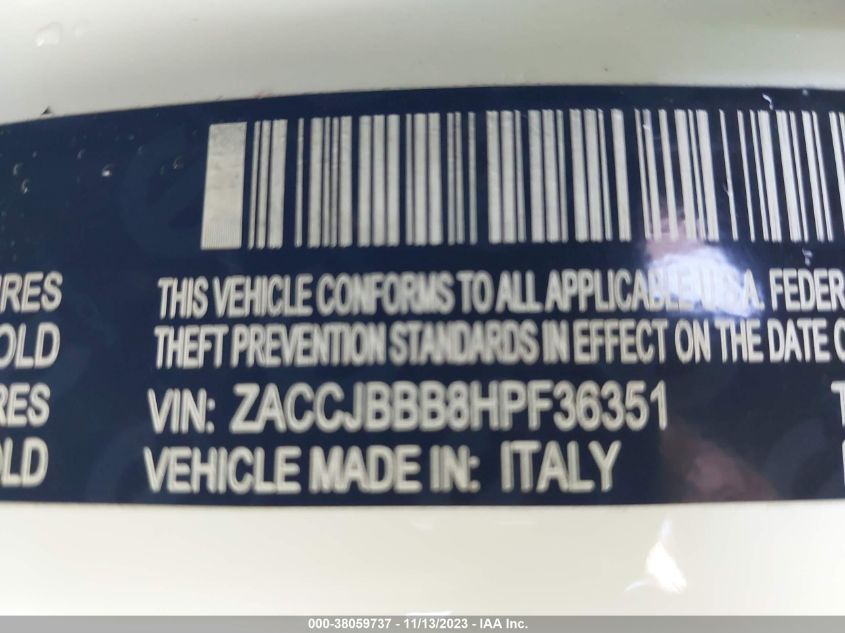 IRES THIS VEHICLE CONFORMS TO ALL APPLICABLE U.S.A. FEDER
OLD THEFT PREVENTION STANDARDS IN EFFECT ON THE DATE O
RES VIN: ZACCJBBB8HPF36351 T
OLD VEHICLE MADE IN: ITALY
000-38059737 - 11/13/2023 - IAA Inc.